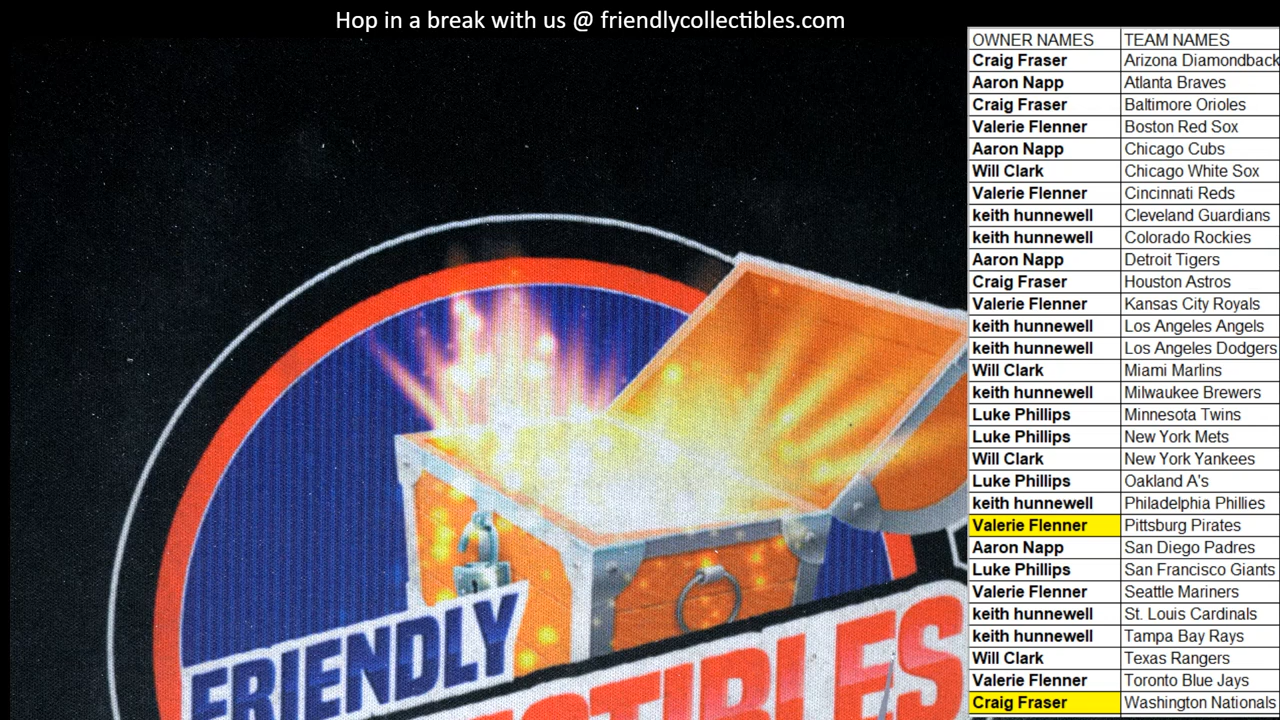 Hop in a break with us @ friendlycollectibles.com
OWNER NAMES TEAM NAMES
Craig Fraser Arizona Diamondback
Aaron Napp Atlanta Braves
Craig Fraser Baltimore Orioles
Valerie Flenner Boston Red Sox
Aaron Napp Chicago Cubs
Will Clark Chicago White Sox
Valerie Flenner Cincinnati Reds
keith hunnewell Cleveland Guardians
keith hunnewell Colorado Rockies
Aaron Napp Detroit Tigers
Craig Fraser Houston Astros
Valerie Flenner Kansas City Royals
keith hunnewell Los Angeles Angels
keith hunnewell Los Angeles Dodgers
Will Clark Miami Marlins
keith hunnewell Milwaukee Brewers
Luke Phillips Minnesota Twins
Luke Phillips New York Mets
Will Clark New York Yankees
Luke Phillips Oakland A's
keith hunnewell Philadelphia Phillies
Valerie Flenner Pittsburg Pirates
Aaron Napp San Diego Padres
Luke Phillips San Francisco Giants
Valerie Flenner Seattle Mariners
keith hunnewell St. Louis Cardinals
keith hunnewell Tampa Bay Rays
Will Clark Texas Rangers
Valerie Flenner Toronto Blue Jays
Craig Fraser Washington Nationals
FRIENDLY
CTIBLES